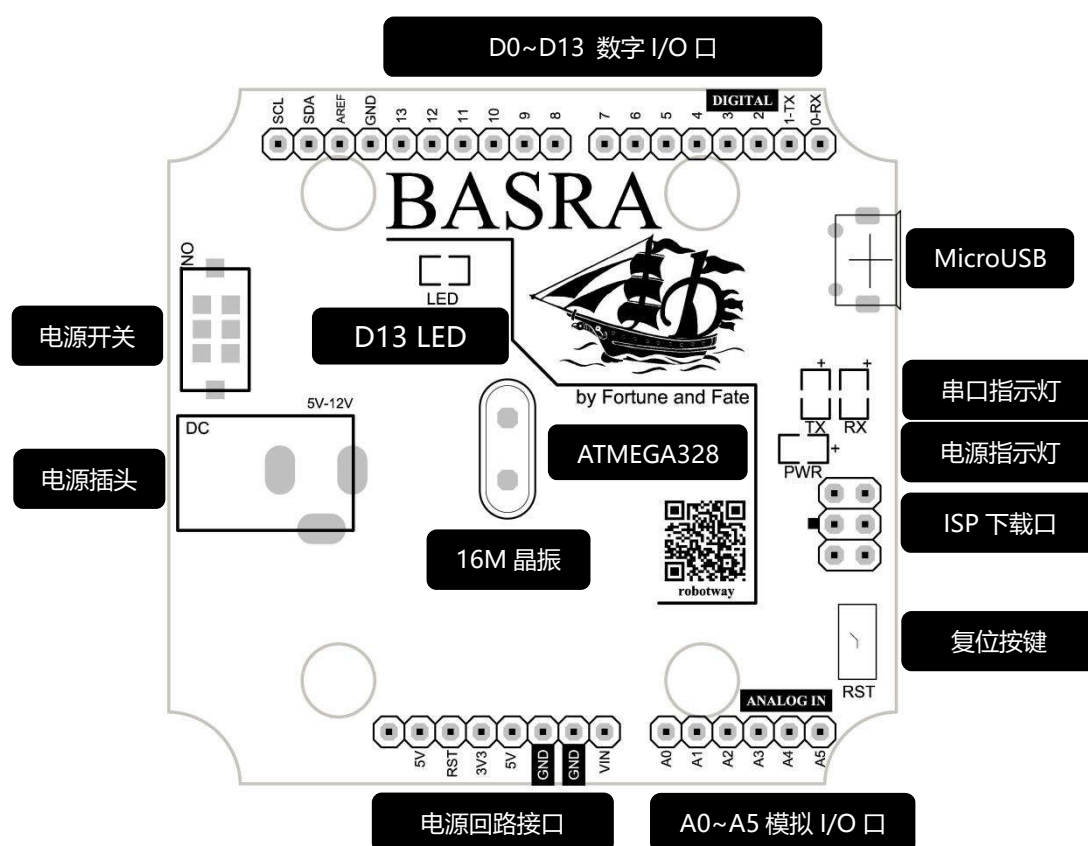 D0~D13 数字 I/O 口
DIGITAL
SCL
SDA
AREF
GND
13
12
11
10
9
8
7
6
5
4
3
2
1-TX
0-RX
BASRA
ON
LED
MicroUSB
电源开关
D13 LED
TX
RX
串口指示灯
by Fortune and Fate
5V-12V
DC
ATMEGA328
电源指示灯
PWR
电源插头
ISP 下载口
16M 晶振
robotway
复位按键
RST
ANALOG IN
5V
RST
3V3
5V
GND
GND
VIN
A0
A1
A2
A3
A4
A5
电源回路接口
A0~A5 模拟 I/O 口